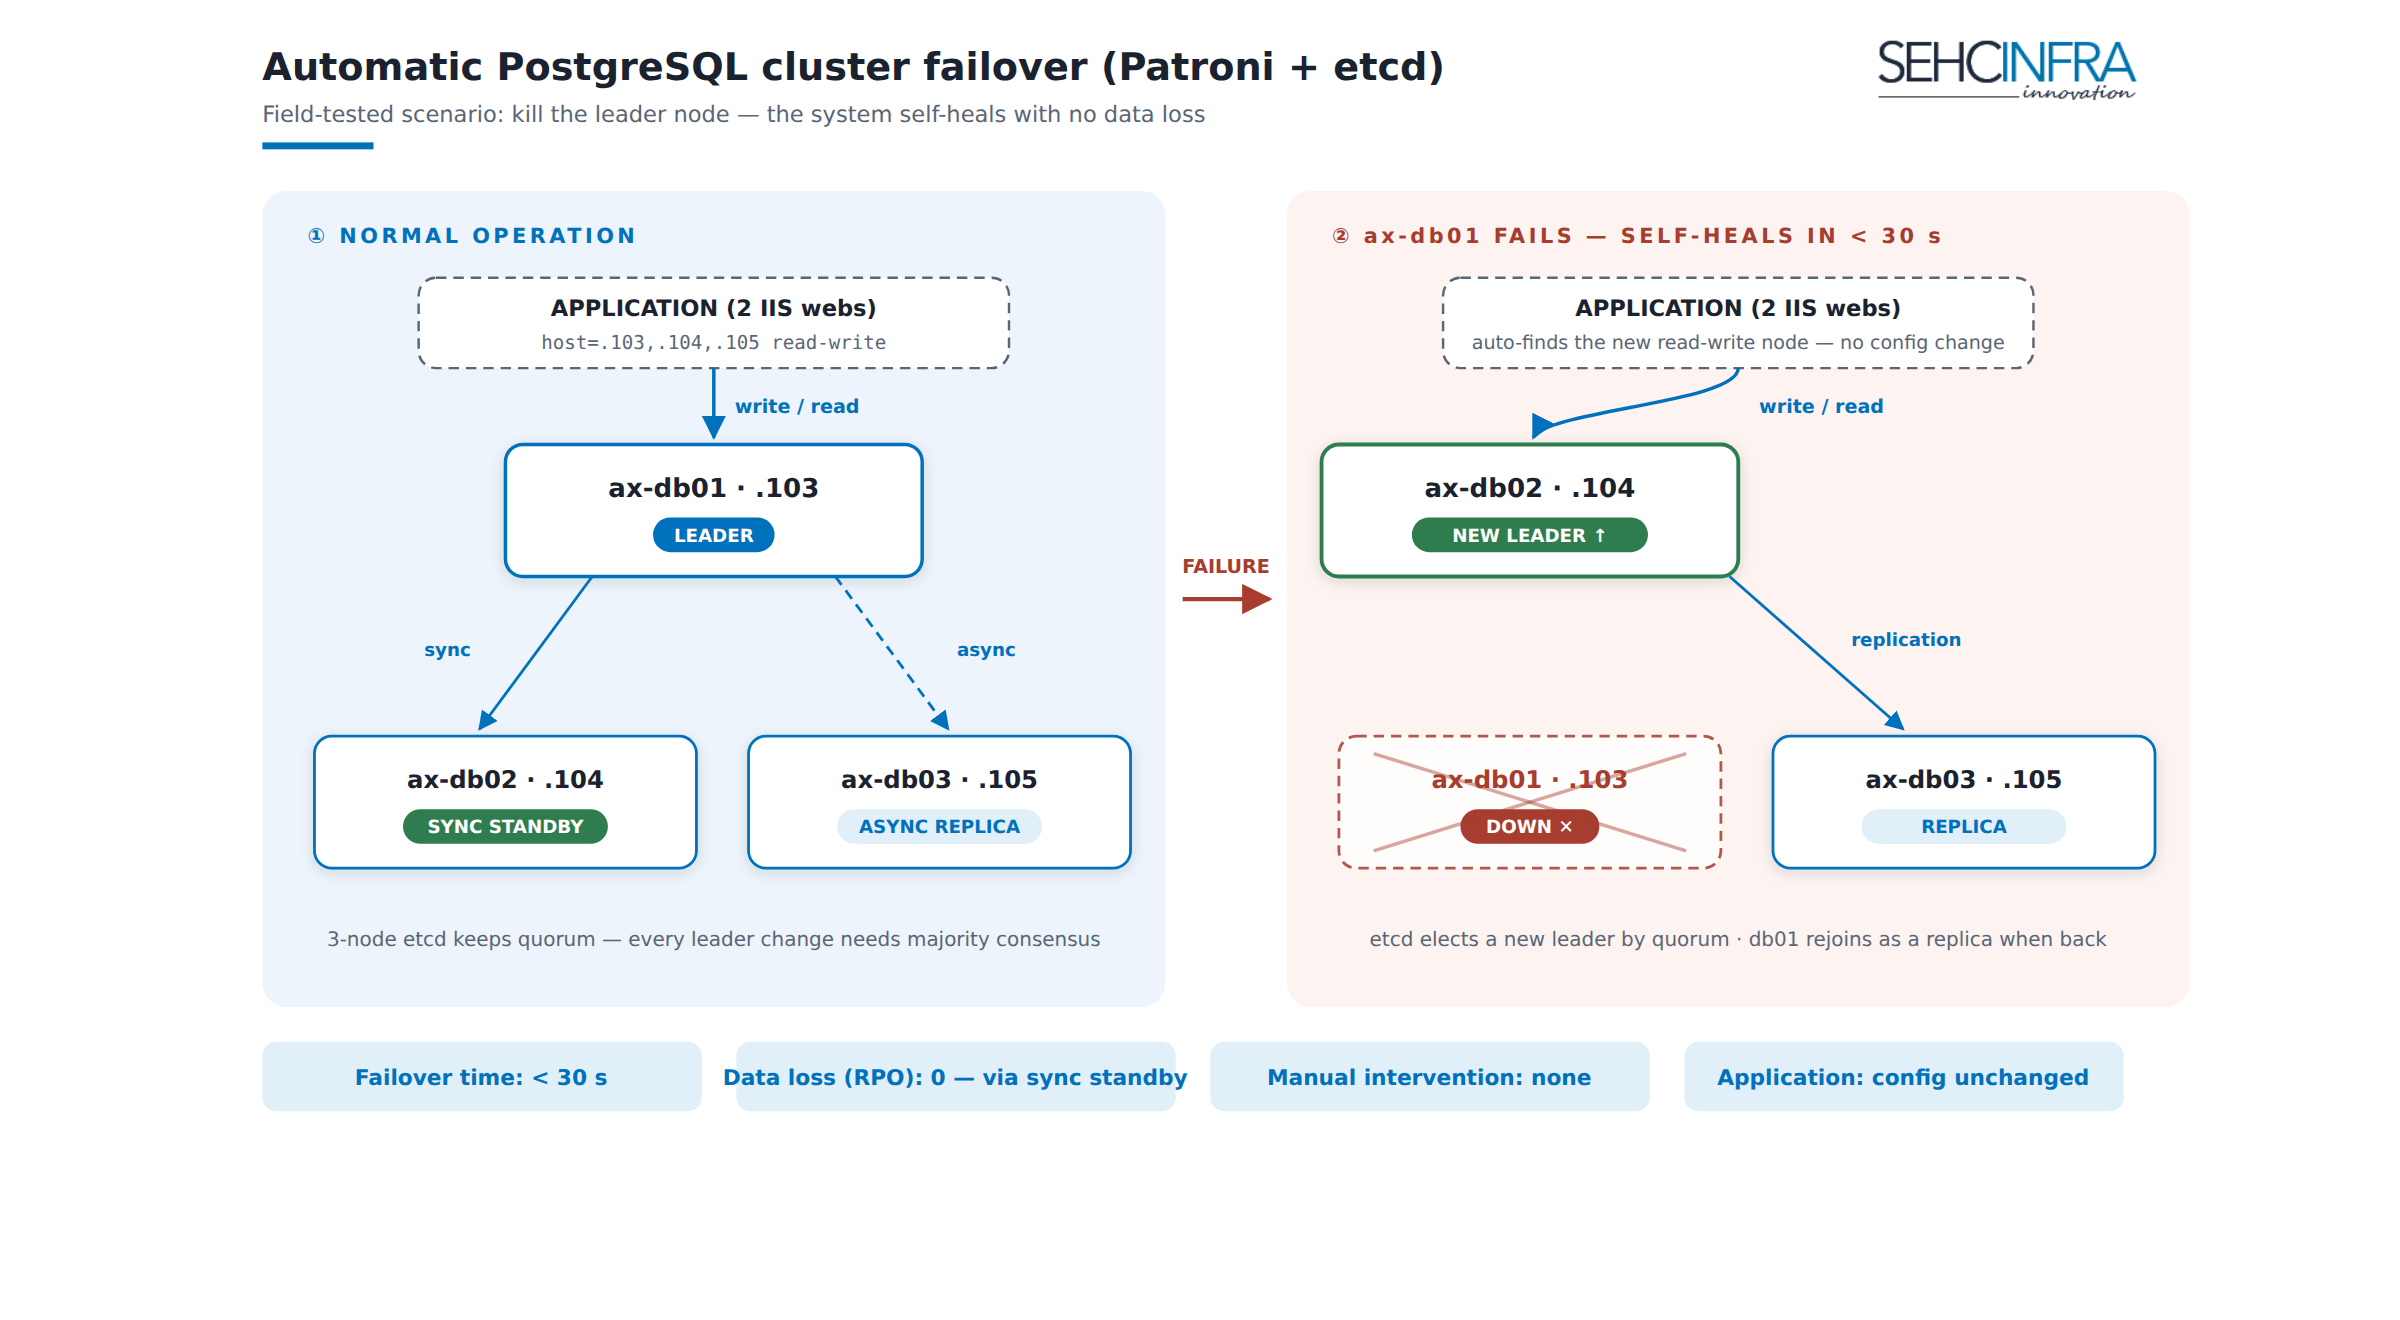 Automatic PostgreSQL cluster failover (Patroni + etcd)
Field-tested scenario: kill the leader node — the system self-heals with no data loss
SEHCINFRA
innovation
① NORMAL OPERATION
APPLICATION (2 IIS webs)
host=.103,.104,.105 read-write
write / read
ax-db01 · .103
LEADER
sync
async
ax-db02 · .104
SYNC STANDBY
ax-db03 · .105
ASYNC REPLICA
3-node etcd keeps quorum — every leader change needs majority consensus
FAILURE
② ax-db01 FAILS — SELF-HEALS IN < 30 s
APPLICATION (2 IIS webs)
auto-finds the new read-write node — no config change
write / read
ax-db02 · .104
NEW LEADER ↑
replication
ax-db01 · .103
DOWN ✕
ax-db03 · .105
REPLICA
etcd elects a new leader by quorum · db01 rejoins as a replica when back
Failover time: < 30 s
Data loss (RPO): 0 — via sync standby
Manual intervention: none
Application: config unchanged